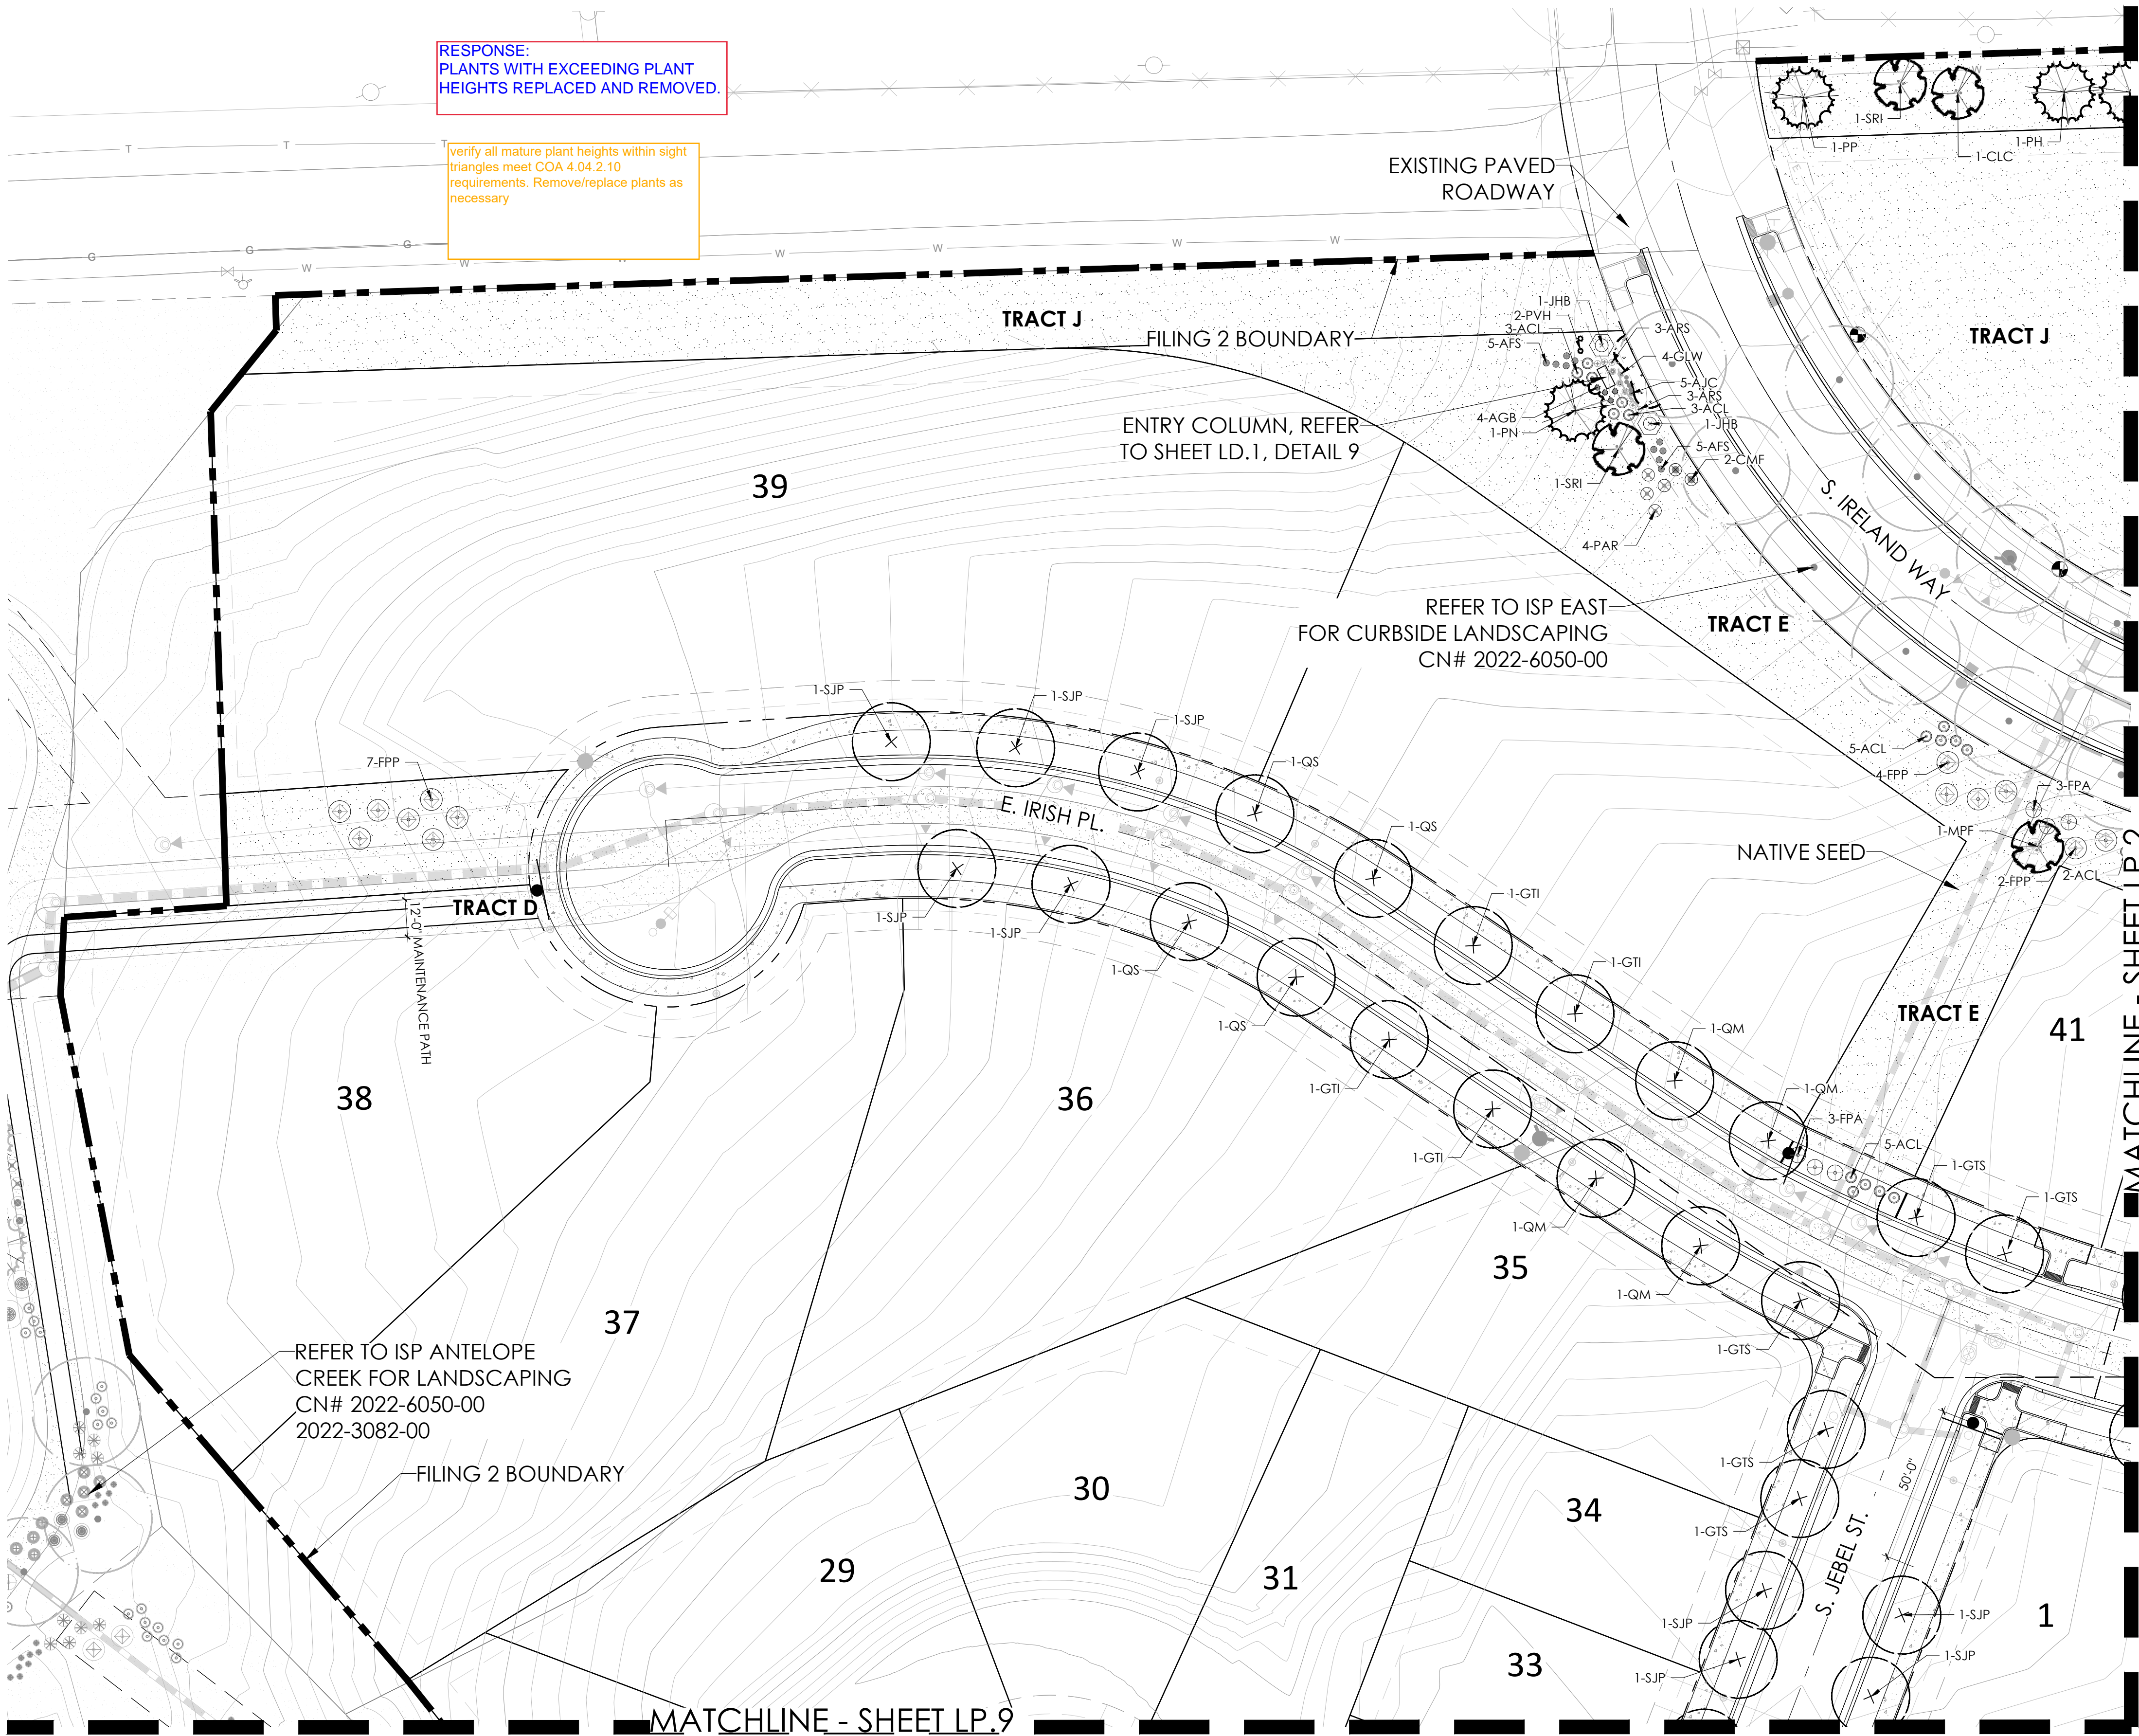 RESPONSE:
PLANTS WITH EXCEEDING PLANT
HEIGHTS REPLACED AND REMOVED.
verify all mature plant heights within sight
triangles meet COA 4.04.2.10
requirements. Remove/replace plants as
necessary
T
T
T
G
G
G
W
W
W
W
W
W
EXISTING PAVED
ROADWAY
1-SRI
1-PP
1-CLC
1-PH
TRACT J
TRACT J
FILING 2 BOUNDARY
1-JHB
2-PVH
3-ACL
5-AFS
3-ARS
4-GLW
5-AJC
3-ARS
3-ACL
1-JHB
4-AGB
1-PN
5-AFS
2-CMF
1-SRI
4-PAR
ENTRY COLUMN, REFER
TO SHEET LD.1, DETAIL 9
39
S. IRELAND WAY
REFER TO ISP EAST
FOR CURBSIDE LANDSCAPING
CN# 2022-6050-00
TRACT E
1-SJP
1-SJP
1-SJP
1-QS
1-QS
7-FPP
E. IRISH PL.
5-ACL
4-FPP
3-FPA
1-MPF
2-FPP
2-ACL
NATIVE SEED
MATCHLINE - SHEET LP.2
TRACT D
12'-0" MAINTENANCE PATH
1-SJP
1-SJP
1-QS
1-QS
1-GTI
1-GTI
1-GTI
1-GTI
1-QM
1-QM
3-FPA
5-ACL
1-GTS
1-GTS
TRACT E
41
38
36
1-QM
1-QM
1-GTS
35
37
REFER TO ISP ANTELOPE
CREEK FOR LANDSCAPING
CN# 2022-6050-00
2022-3082-00
FILING 2 BOUNDARY
30
34
29
31
33
1
1-GTS
1-GTS
50'-0"
S. JEBEL ST.
1-SJP
1-SJP
1-SJP
1-SJP
MATCHLINE - SHEET LP.9